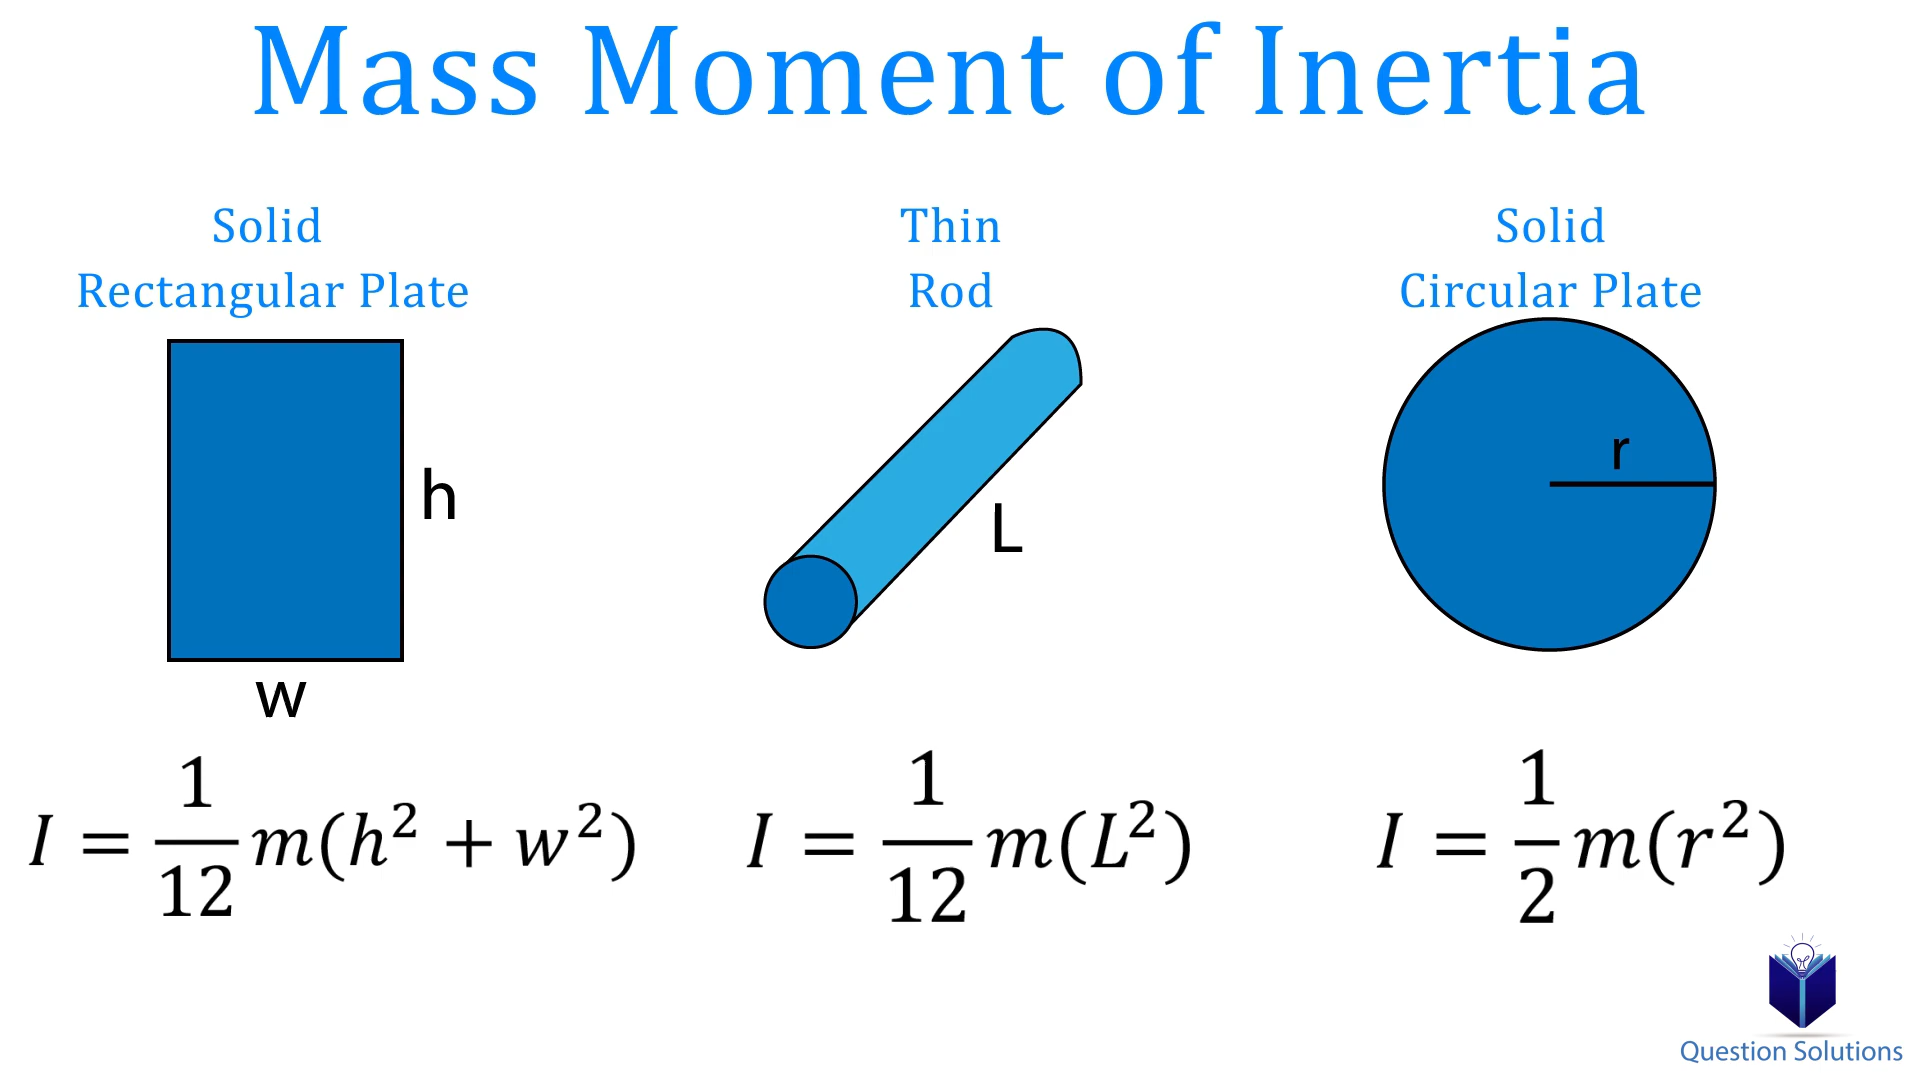 Mass Moment of Inertia
Solid
Rectangular Plate
h
w
I = 1/12 m(h² + w²)
Thin
Rod
L
I = 1/12 m(L²)
Solid
Circular Plate
r
I = 1/2 m(r²)
Question Solutions